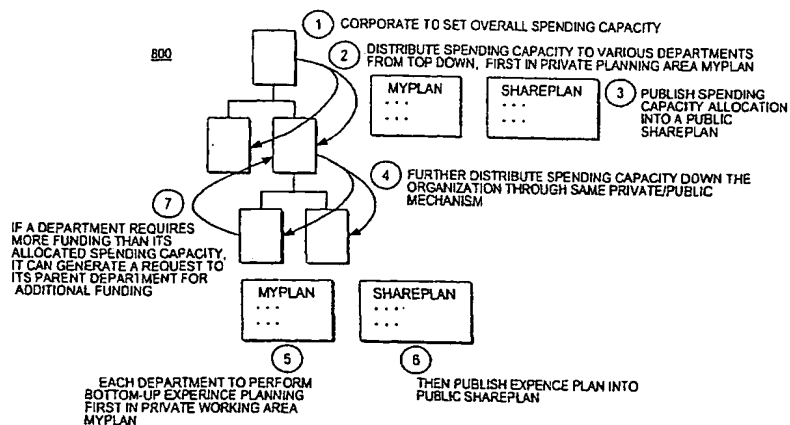 800
1 CORPORATE TO SET OVERALL SPENDING CAPACITY
2 DISTRIBUTE SPENDING CAPACITY TO VARIOUS DEPARTMENTS
FROM TOP DOWN, FIRST IN PRIVATE PLANNING AREA MYPLAN
MYPLAN
...
...
SHAREPLAN
...
...
3 PUBLISH SPENDING
CAPACITY ALLOCATION
INTO A PUBLIC
SHAREPLAN
4 FURTHER DISTRIBUTE SPENDING CAPACITY DOWN THE
ORGANIZATION THROUGH SAME PRIVATE/PUBLIC
MECHANISM
7
IF A DEPARTMENT REQUIRES
MORE FUNDING THAN ITS
ALLOCATED SPENDING CAPACITY,
IT CAN GENERATE A REQUEST TO
ITS PARENT DEPARTMENT FOR
ADDITIONAL FUNDING
MYPLAN
...
...
SHAREPLAN
...
...
5
EACH DEPARTMENT TO PERFORM
BOTTOM-UP EXPERINCE PLANNING
FIRST IN PRIVATE WORKING AREA
MYPLAN
6
THEN PUBLISH EXPENCE PLAN INTO
PUBLIC SHAREPLAN